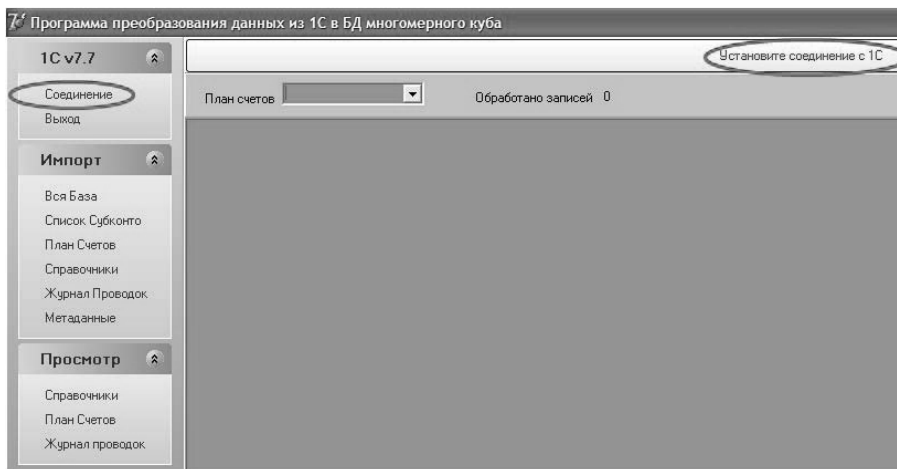 Программа преобразования данных из 1С в БД многомерного куба
1С v7.7
Соединение
Выход
Импорт
Вся База
Список Субконто
План Счетов
Справочники
Журнал Проводок
Метаданные
Просмотр
Справочники
План Счетов
Журнал проводок
Установите соединение с 1С
План счетов
Обработано записей 0